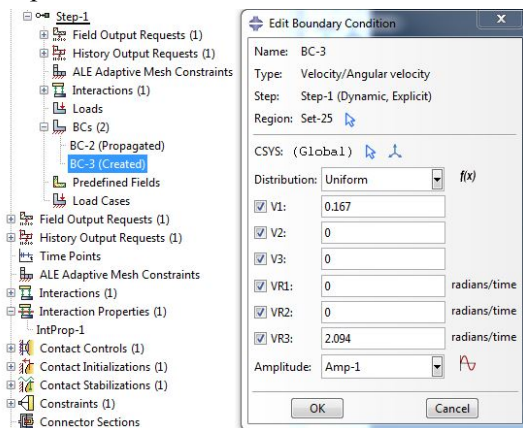 Step-1
Field Output Requests (1)
History Output Requests (1)
ALE Adaptive Mesh Constraints
Interactions (1)
Loads
BCs (2)
BC-2 (Propagated)
BC-3 (Created)
Predefined Fields
Load Cases
Field Output Requests (1)
History Output Requests (1)
Time Points
ALE Adaptive Mesh Constraints
Interactions (1)
Interaction Properties (1)
IntProp-1
Contact Controls (1)
Contact Initializations (1)
Contact Stabilizations (1)
Constraints (1)
Connector Sections
Edit Boundary Condition
Name: BC-3
Type: Velocity/Angular velocity
Step: Step-1 (Dynamic, Explicit)
Region: Set-25
CSYS: (Global)
Distribution: Uniform f(x)
V1: 0.167
V2: 0
V3: 0
VR1: 0 radians/time
VR2: 0 radians/time
VR3: 2.094 radians/time
Amplitude: Amp-1
OK Cancel